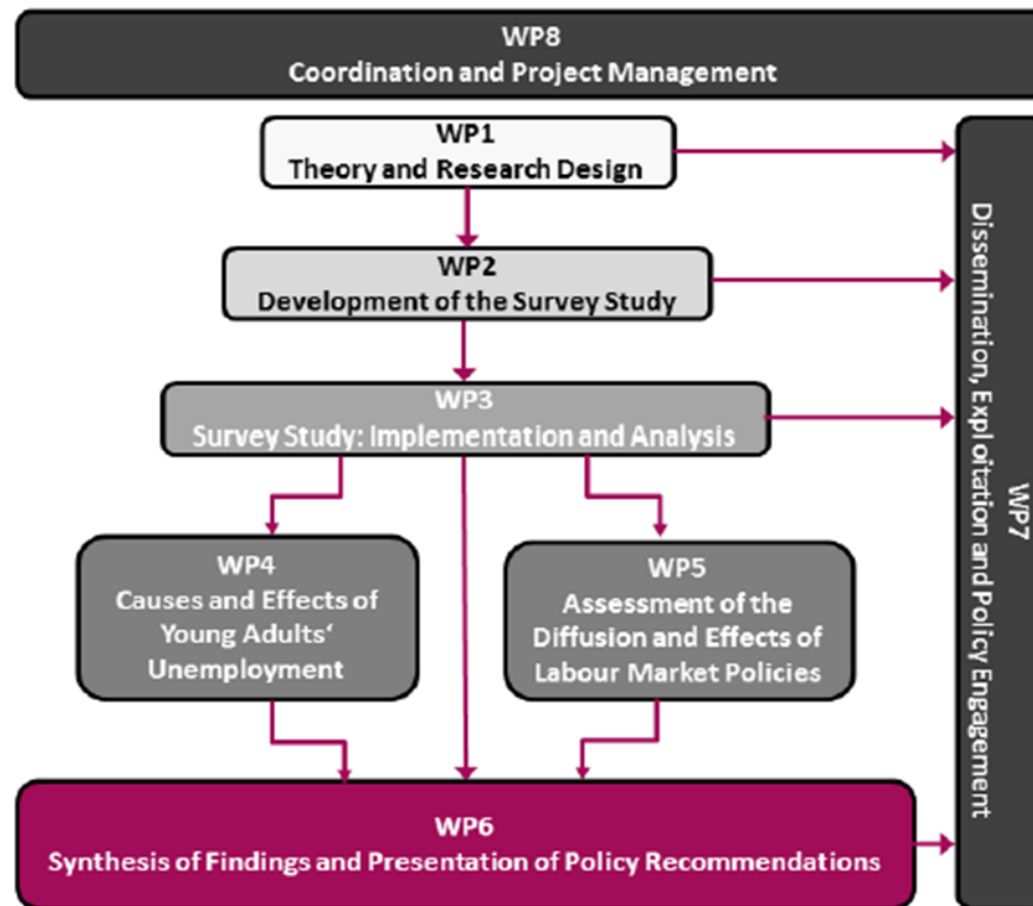 WP8
Coordination and Project Management
WP1
Theory and Research Design
WP2
Development of the Survey Study
WP3
Survey Study: Implementation and Analysis
WP4
Causes and Effects of
Young Adults‘
Unemployment
WP5
Assessment of the
Diffusion and Effects of
Labour Market Policies
WP6
Synthesis of Findings and Presentation of Policy Recommendations
WP7
Dissemination, Exploitation and Policy Engagement